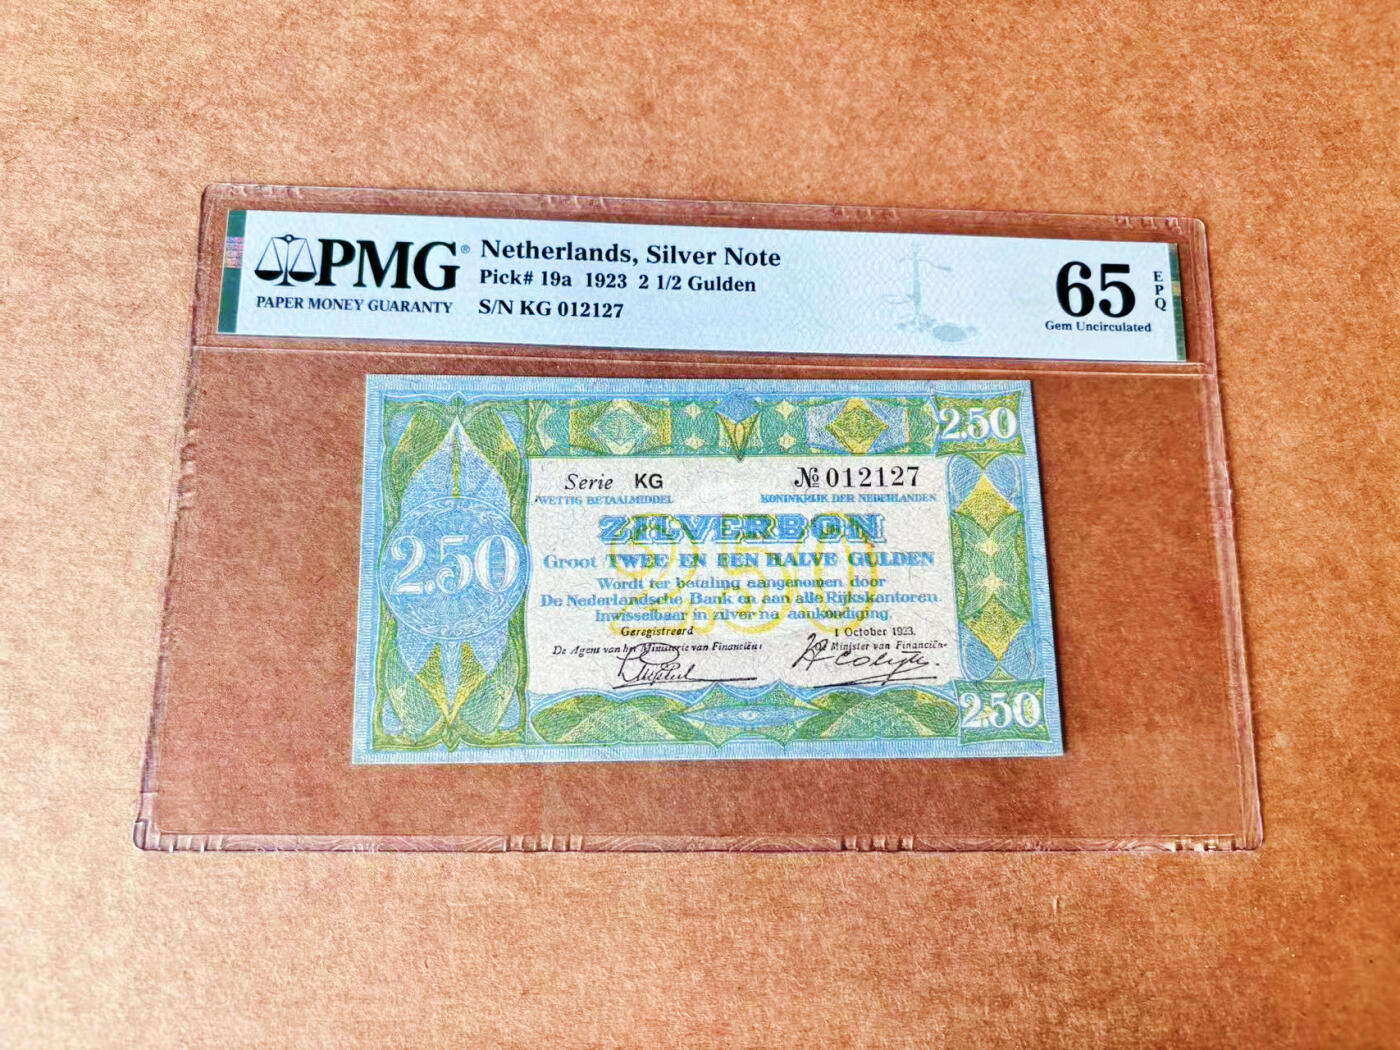 PMG®
PAPER MONEY GUARANTY
Netherlands, Silver Note
Pick# 19a 1923 2 1/2 Gulden
S/N KG 012127
65
EPQ
Gem Uncirculated
2.50
Serie KG
№ 012127
WETTIG BETAALMIDDEL
KONINKRIJK DER NEDERLANDEN
ZILVERBON
2.50
Groot TWEE EN EEN HALVE GULDEN
Wordt ter betaling aangenomen door
De Nederlandsche Bank en aan alle Rijkskantoren.
Inwisselbaar in zilver na aankondiging.
Geregistreerd
1 October 1923.
De Agent van het Ministerie van Financiën
De Minister van Financiën
2.50
2.50